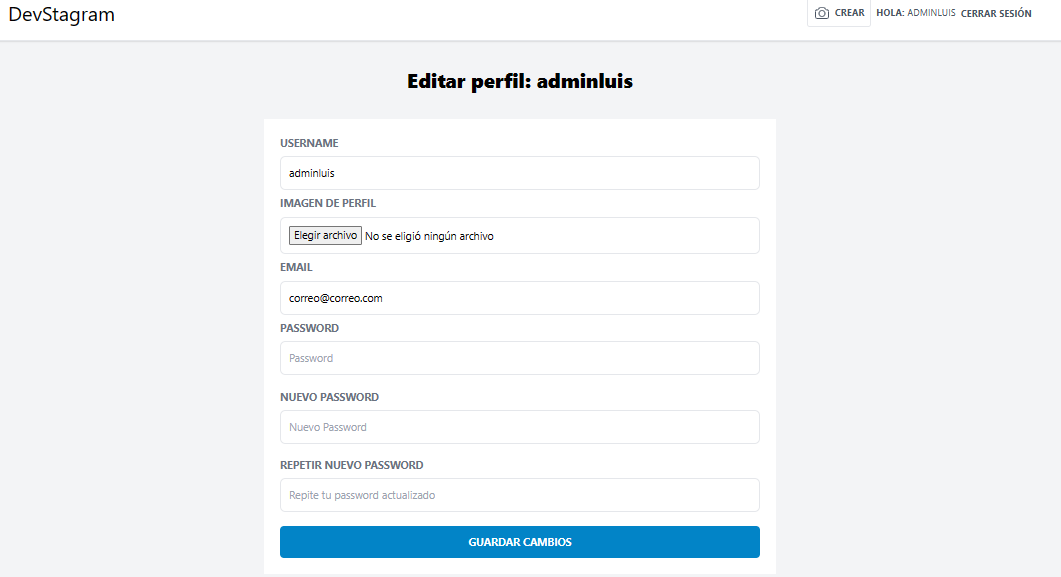 DevStagram CREAR HOLA: ADMINLUIS CERRAR SESIÓN
Editar perfil: adminluis
USERNAME
adminluis
IMAGEN DE PERFIL
Elegir archivo No se eligió ningún archivo
EMAIL
correo@correo.com
PASSWORD
Password
NUEVO PASSWORD
Nuevo Password
REPETIR NUEVO PASSWORD
Repite tu password actualizado
GUARDAR CAMBIOS